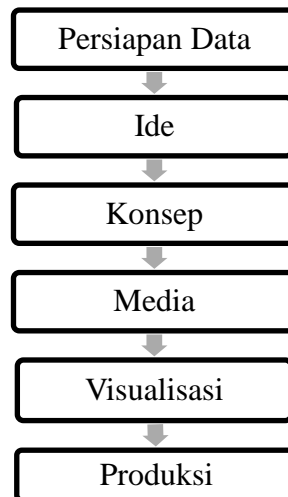 Persiapan Data
Ide
Konsep
Media
Visualisasi
Produksi